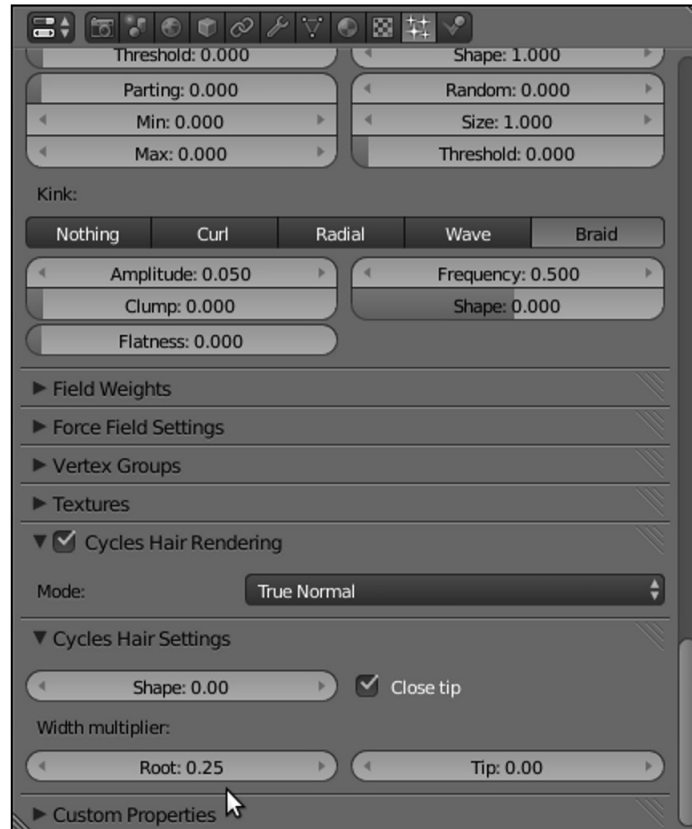 Threshold: 0.000 Shape: 1.000
Parting: 0.000 Random: 0.000
Min: 0.000 Size: 1.000
Max: 0.000 Threshold: 0.000
Kink:
Nothing Curl Radial Wave Braid
Amplitude: 0.050 Frequency: 0.500
Clump: 0.000 Shape: 0.000
Flatness: 0.000
Field Weights
Force Field Settings
Vertex Groups
Textures
Cycles Hair Rendering
Mode: True Normal
Cycles Hair Settings
Shape: 0.00 Close tip
Width multiplier:
Root: 0.25 Tip: 0.00
Custom Properties